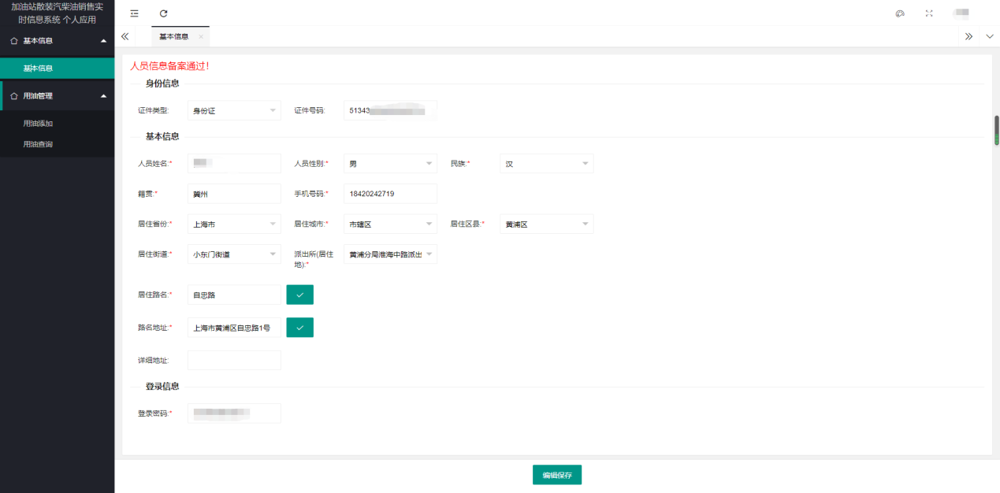 加油站散装汽柴油销售实
时信息系统 个人应用
基本信息
基本信息
用油管理
用油添加
用油查询
基本信息
人员信息备案通过!
身份信息
证件类型: 身份证 证件号码: 51343
基本信息
人员姓名:* 人员性别:* 男 民族:* 汉
籍贯:* 冀州 手机号码:* 18420242719
居住省份:* 上海市 居住城市:* 市辖区 居住区县:* 黄浦区
居住街道:* 小东门街道 派出所(居住地):* 黄浦分局淮海中路派出
居住路名:* 自忠路
路名地址:* 上海市黄浦区自忠路1号
详细地址:
登录信息
登录密码:*
编辑保存